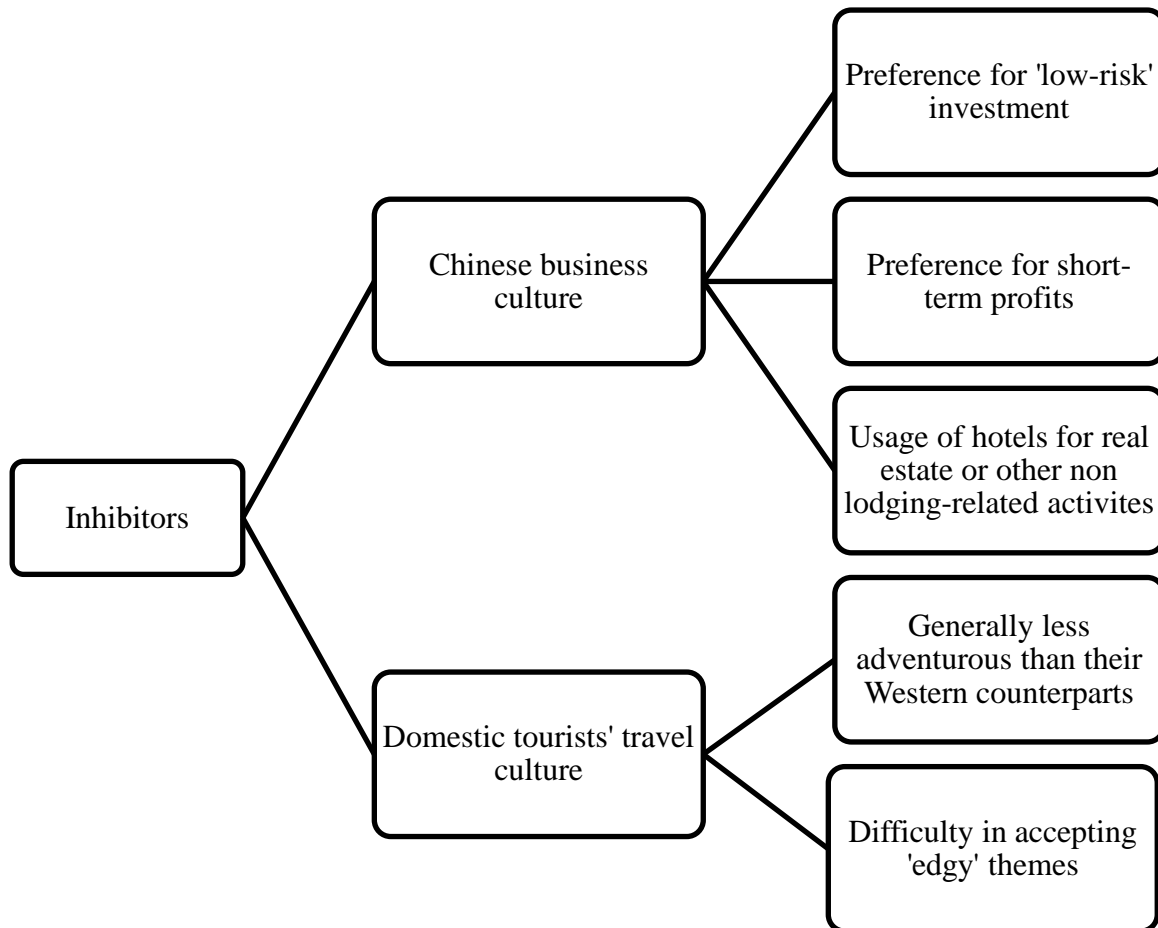 Inhibitors
Chinese business
culture
Preference for 'low-risk'
investment
Preference for short-
term profits
Usage of hotels for real
estate or other non
lodging-related activites
Domestic tourists' travel
culture
Generally less
adventurous than their
Western counterparts
Difficulty in accepting
'edgy' themes